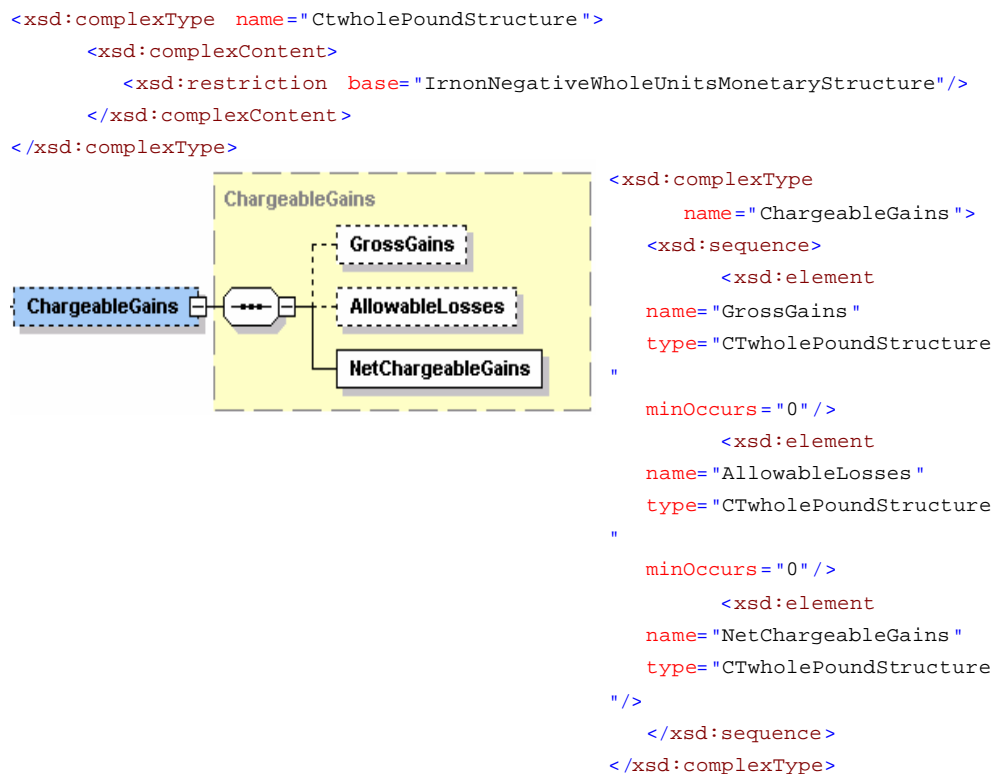 <xsd:complexType name="CtwholePoundStructure">
<xsd:complexContent>
<xsd:restriction base="IrnonNegativeWholeUnitsMonetaryStructure"/>
</xsd:complexContent>
</xsd:complexType>
ChargeableGains
GrossGains
ChargeableGains
AllowableLosses
NetChargeableGains
<xsd:complexType
name="ChargeableGains">
<xsd:sequence>
<xsd:element
name="GrossGains"
type="CTwholePoundStructure
"
minOccurs="0"/>
<xsd:element
name="AllowableLosses"
type="CTwholePoundStructure
"
minOccurs="0"/>
<xsd:element
name="NetChargeableGains"
type="CTwholePoundStructure
"/>
</xsd:sequence>
</xsd:complexType>